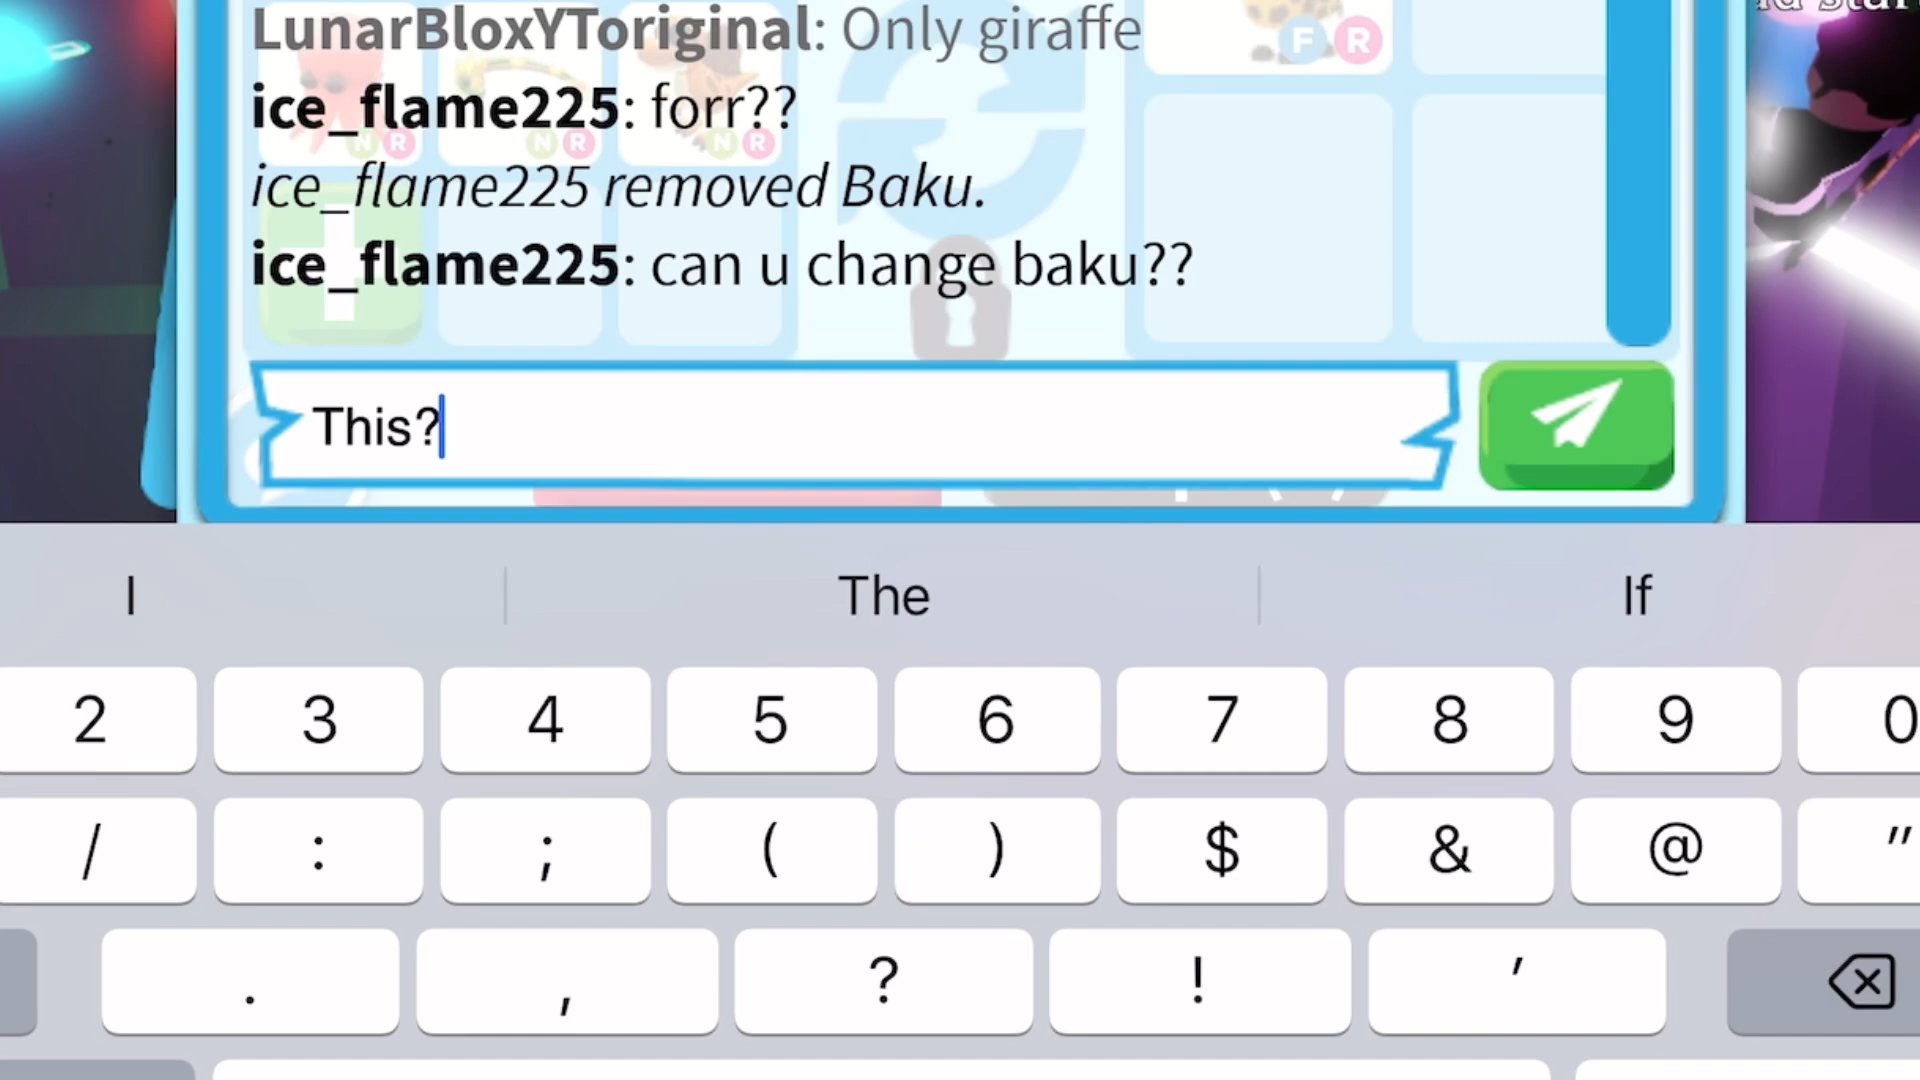 LunarBloxYToriginal: Only giraffe
F R
ice_flame225: forr??
N R N R N R
ice_flame225 removed Baku.
ice_flame225: can u change baku??
This?
I The If
2 3 4 5 6 7 8 9 0
/ : ; ( ) $ & @ "
. , ? ! '